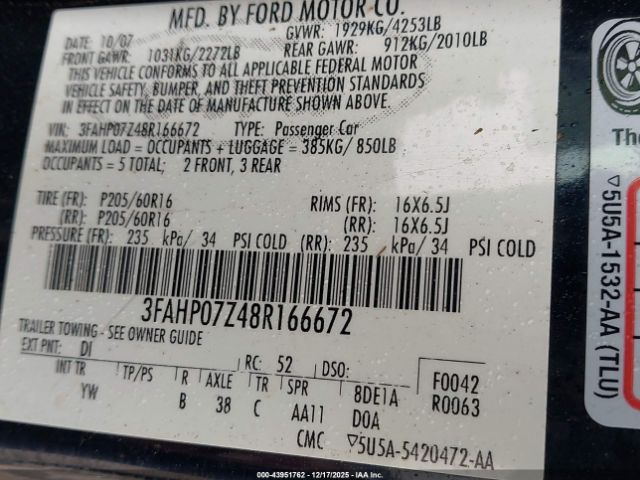 MFD. BY FORD MOTOR CO.
DATE: 10/07 GVWR: 1929KG/4253LB
FRONT GAWR: 1031KG/2272LB REAR GAWR: 912KG/2010LB
THIS VEHICLE CONFORMS TO ALL APPLICABLE FEDERAL MOTOR
VEHICLE SAFETY, BUMPER, AND THEFT PREVENTION STANDARDS
IN EFFECT ON THE DATE OF MANUFACTURE SHOWN ABOVE.
VIN: 3FAHP07Z48R166672 TYPE: Passenger Car
MAXIMUM LOAD = OCCUPANTS + LUGGAGE = 385KG/ 850LB
OCCUPANTS = 5 TOTAL; 2 FRONT, 3 REAR
TIRE (FR): P205/60R16 RIMS (FR): 16X6.5J
(RR): P205/60R16 (RR): 16X6.5J
PRESSURE (FR): 235 kPa/ 34 PSI COLD (RR): 235 kPa/ 34 PSI COLD
3FAHP07Z48R166672
TRAILER TOWING - SEE OWNER GUIDE
EXT PNT: DI RC: 52 DSO: F0042
INT TR TP/PS R AXLE TR SPR 8DE1A R0063
YW B 38 C AA11 D0A
CMC ▽5U5A-5420472-AA
The
▽5U5A-1532-AA (TLU)
IMAGE: 43951762 | 12/17/2025 | IAA HOLDINGS, LLC